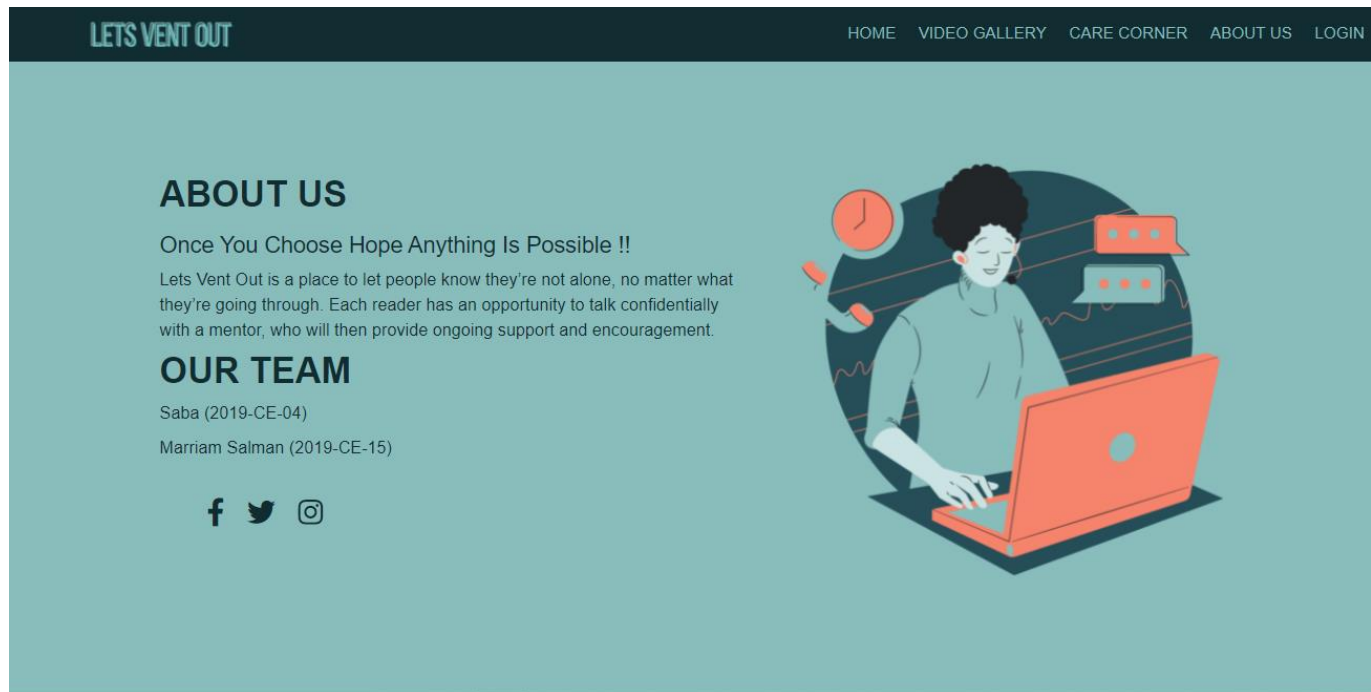 LETS VENT OUT
HOME VIDEO GALLERY CARE CORNER ABOUT US LOGIN
ABOUT US
Once You Choose Hope Anything Is Possible !!
Lets Vent Out is a place to let people know they’re not alone, no matter what
they’re going through. Each reader has an opportunity to talk confidentially
with a mentor, who will then provide ongoing support and encouragement.
OUR TEAM
Saba (2019-CE-04)
Marriam Salman (2019-CE-15)